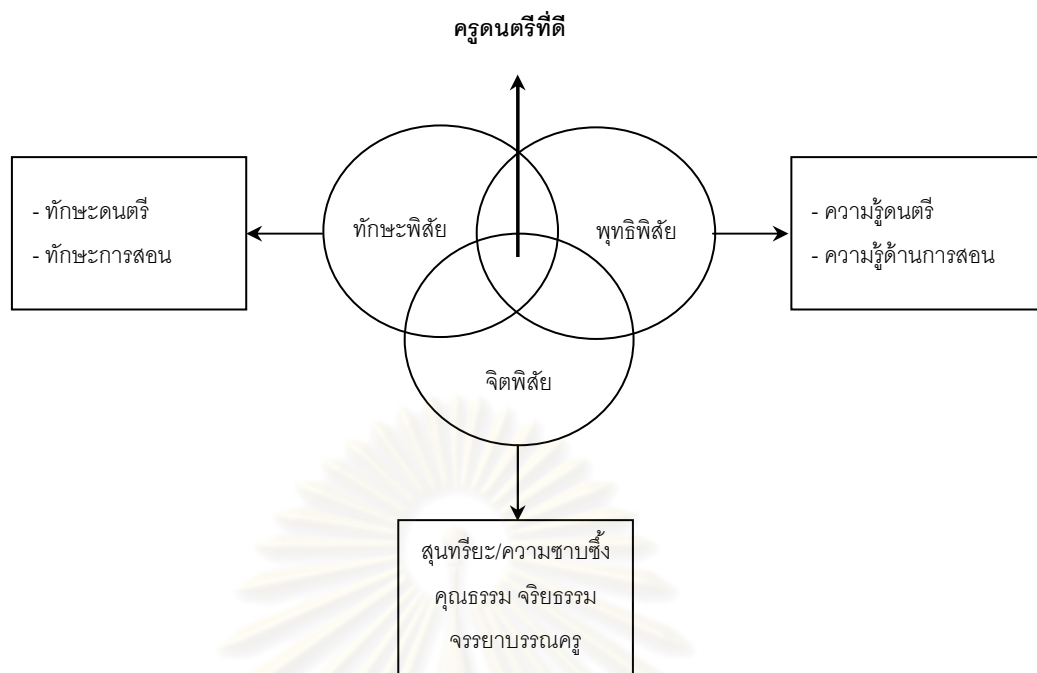 ครูดนตรีที่ดี
- ทักษะดนตรี
- ทักษะการสอน
ทักษะพิสัย
พุทธิพิสัย
- ความรู้ดนตรี
- ความรู้ด้านการสอน
จิตพิสัย
สุนทรียะ/ความซาบซึ้ง
คุณธรรม จริยธรรม
จรรยาบรรณครู